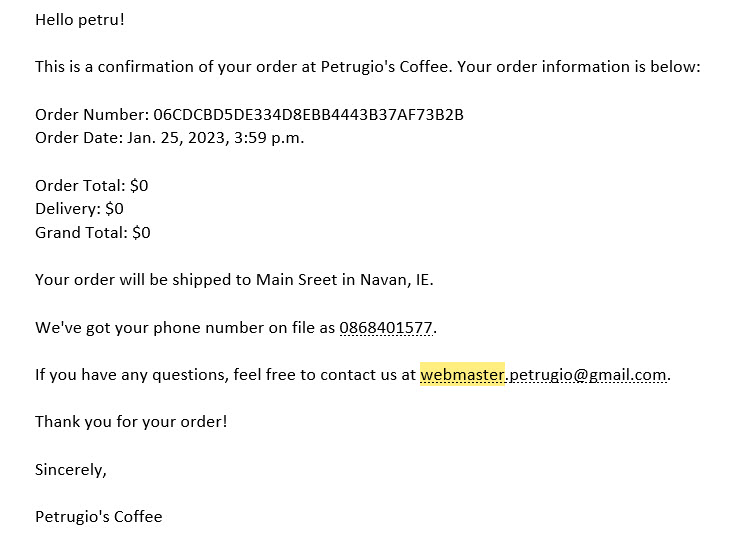 Hello petru!
This is a confirmation of your order at Petrugio's Coffee. Your order information is below:
Order Number: 06CDCBD5DE334D8EBB4443B37AF73B2B
Order Date: Jan. 25, 2023, 3:59 p.m.
Order Total: $0
Delivery: $0
Grand Total: $0
Your order will be shipped to Main Sreet in Navan, IE.
We've got your phone number on file as 0868401577.
If you have any questions, feel free to contact us at webmaster.petrugio@gmail.com.
Thank you for your order!
Sincerely,
Petrugio's Coffee